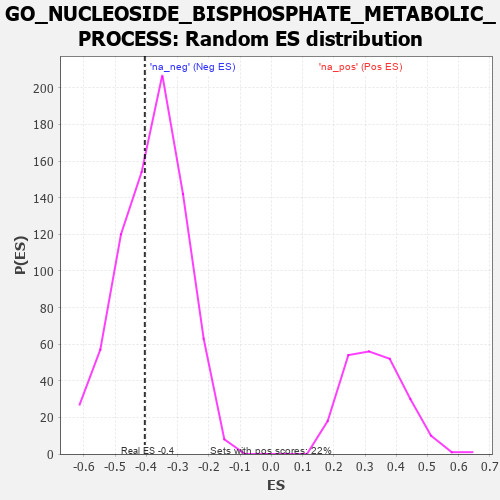 GO_NUCLEOSIDE_BISPHOSPHATE_METABOLIC_
PROCESS: Random ES distribution
'na_neg' (Neg ES)
'na_pos' (Pos ES)
200
180
160
140
120
100
80
60
40
20
0
P(ES)
Real ES -0.4
Sets with pos scores: 22%
-0.6 -0.5 -0.4 -0.3 -0.2 -0.1 0.0 0.1 0.2 0.3 0.4 0.5 0.6 0.7
ES